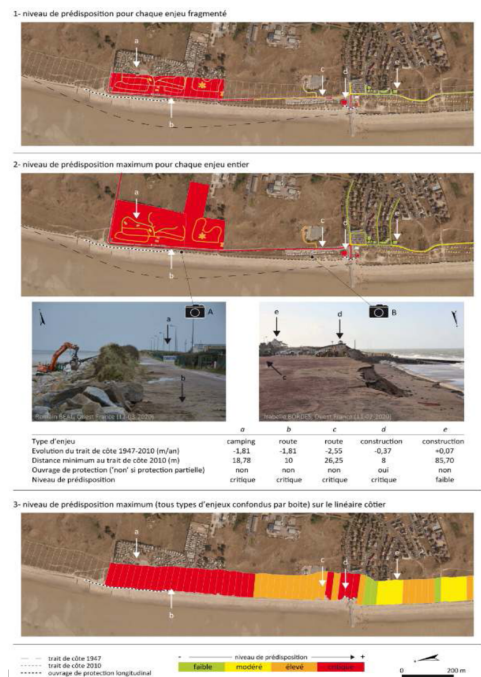 1- niveau de prédisposition pour chaque enjeu fragmenté
a
c
d
e
b
2- niveau de prédisposition maximum pour chaque enjeu entier
a
c
d
e
b
A
B
a
b
e
d
c
a b c d e
Type d'enjeu camping route route construction construction
Evolution du trait de côte 1947-2010 (m/an) -1,81 -1,81 -2,55 -0,37 +0,07
Distance minimum au trait de côte 2010 (m) 18,78 10 26,25 8 85,70
Ouvrage de protection ('non' si protection partielle) non non non oui non
Niveau de prédisposition critique critique critique critique faible
3- niveau de prédisposition maximum (tous types d'enjeux confondus par boite) sur le linéaire côtier
a
c
d
e
b
trait de côte 1947
trait de côte 2010
ouvrage de protection longitudinal
- niveau de prédisposition +
faible modéré élevé critique
0 200 m